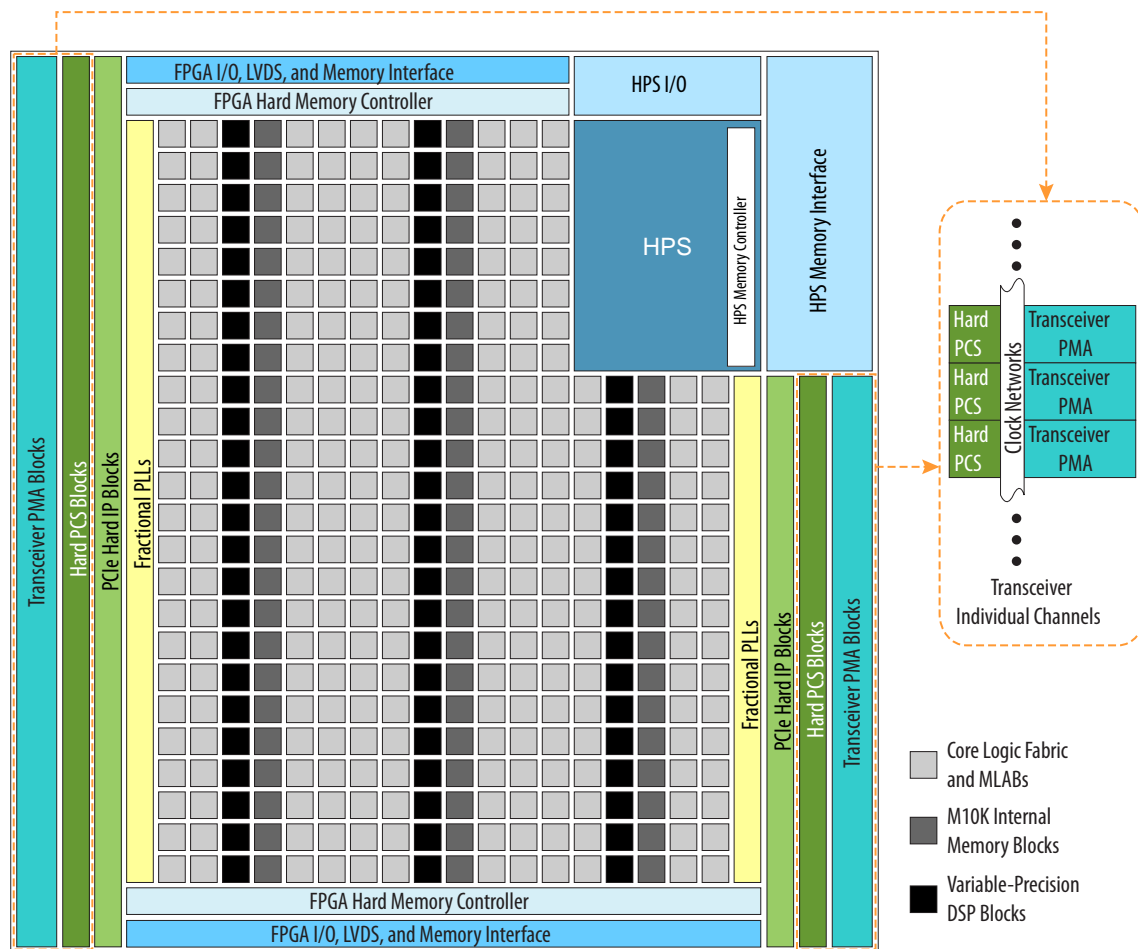 FPGA I/O, LVDS, and Memory Interface
FPGA Hard Memory Controller
HPS I/O
HPS Memory Interface
HPS
HPS Memory Controller
Transceiver PMA Blocks
Hard PCS Blocks
PCIe Hard IP Blocks
Fractional PLLs
Fractional PLLs
PCIe Hard IP Blocks
Hard PCS Blocks
Transceiver PMA Blocks
FPGA Hard Memory Controller
FPGA I/O, LVDS, and Memory Interface
Hard
PCS
Transceiver
PMA
Hard
PCS
Transceiver
PMA
Hard
PCS
Transceiver
PMA
Clock Networks
Transceiver
Individual Channels
Core Logic Fabric
and MLABs
M10K Internal
Memory Blocks
Variable-Precision
DSP Blocks